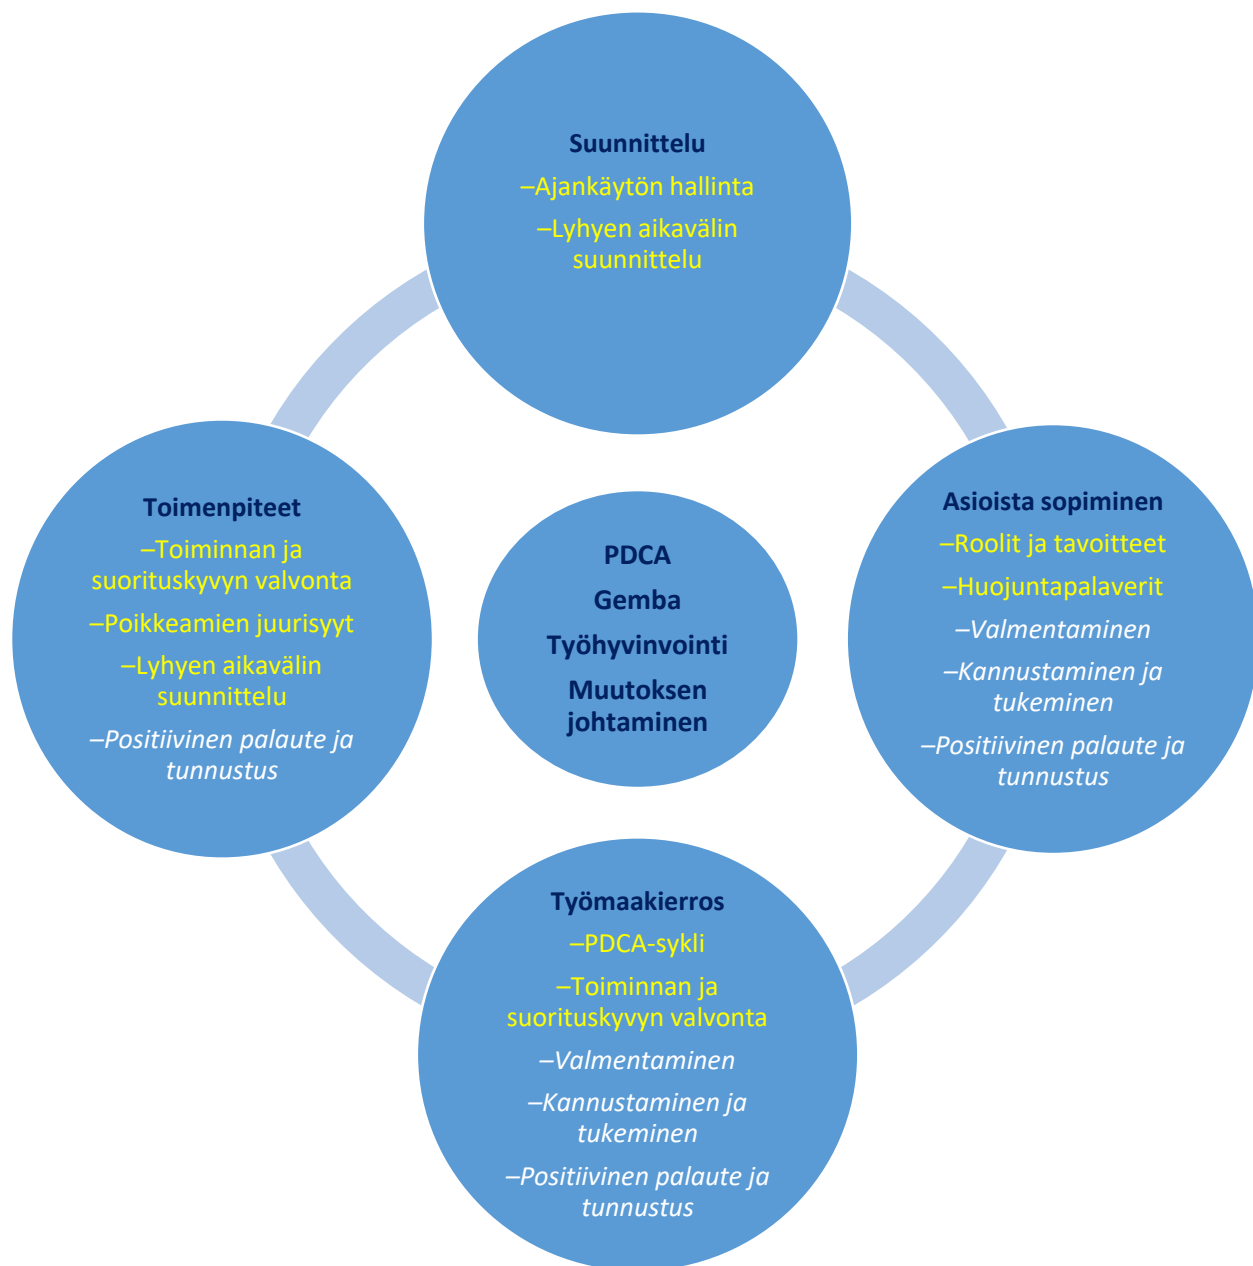 Suunnittelu
–Ajankäytön hallinta
–Lyhyen aikavälin
suunnittelu
Toimenpiteet
–Toiminnan ja
suorituskyvyn valvonta
–Poikkeamien juurisyyt
–Lyhyen aikavälin
suunnittelu
–Positiivinen palaute ja
tunnustus
PDCA
Gemba
Työhyvinvointi
Muutoksen
johtaminen
Asioista sopiminen
–Roolit ja tavoitteet
–Huojuntapalaverit
–Valmentaminen
–Kannustaminen ja
tukeminen
–Positiivinen palaute ja
tunnustus
Työmaakierros
–PDCA-sykli
–Toiminnan ja
suorituskyvyn valvonta
–Valmentaminen
–Kannustaminen ja
tukeminen
–Positiivinen palaute ja
tunnustus